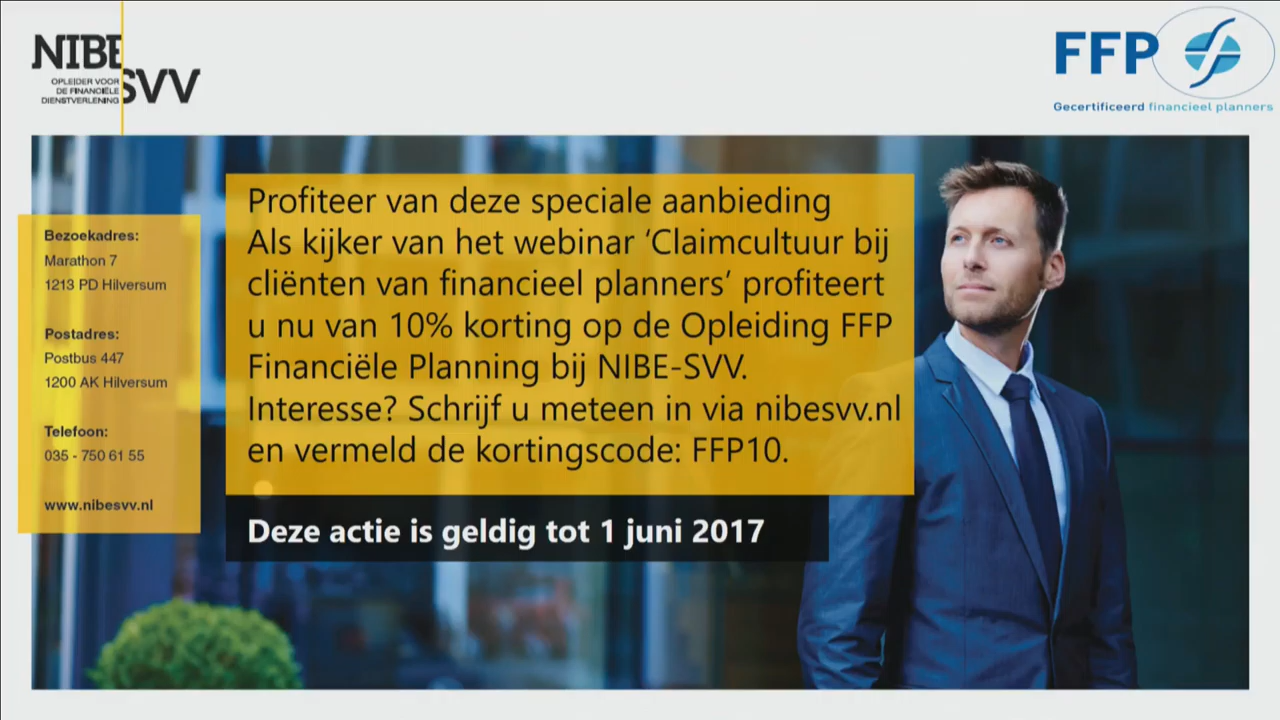 NIBE
SVV
OPLEIDER VOOR
DE FINANCIËLE
DIENSTVERLENING
FFP
Gecertificeerd financieel planners
Bezoekadres:
Marathon 7
1213 PD Hilversum
Postadres:
Postbus 447
1200 AK Hilversum
Telefoon:
035 - 750 61 55
www.nibesvv.nl
Profiteer van deze speciale aanbieding
Als kijker van het webinar ‘Claimcultuur bij
cliënten van financieel planners’ profiteert
u nu van 10% korting op de Opleiding FFP
Financiële Planning bij NIBE-SVV.
Interesse? Schrijf u meteen in via nibesvv.nl
en vermeld de kortingscode: FFP10.
Deze actie is geldig tot 1 juni 2017